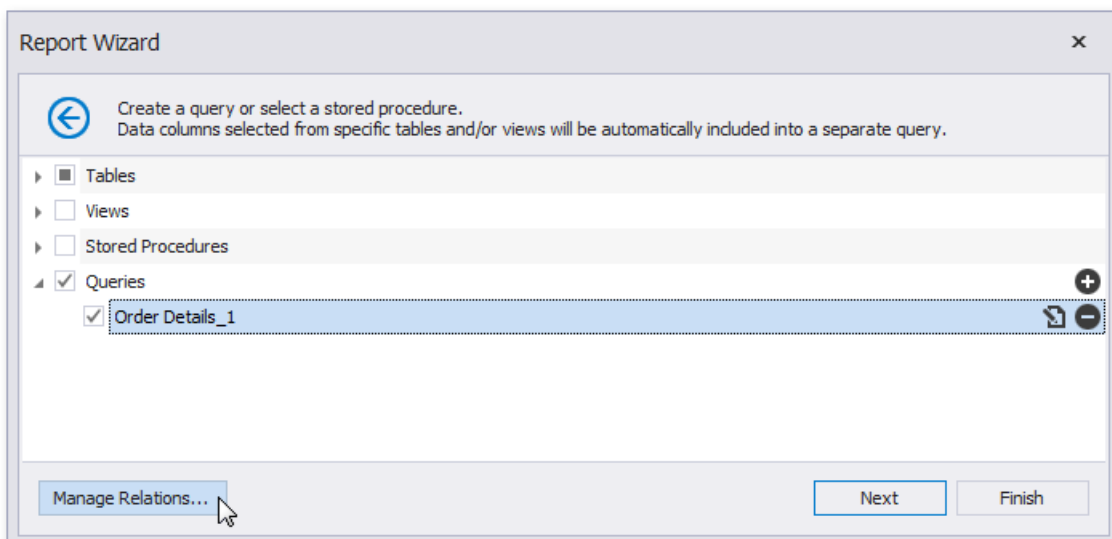 Report Wizard
Create a query or select a stored procedure.
Data columns selected from specific tables and/or views will be automatically included into a separate query.
Tables
Views
Stored Procedures
Queries
Order Details_1
Manage Relations...
Next
Finish